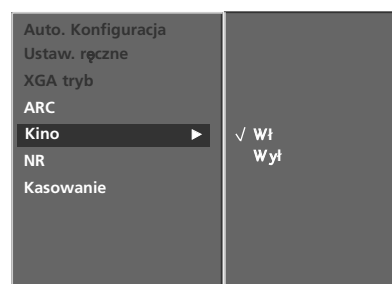 Auto. Konfiguracja
Ustaw. ręczne
XGA tryb
ARC
Kino ►
NR
Kasowanie
√ Wł
Wył